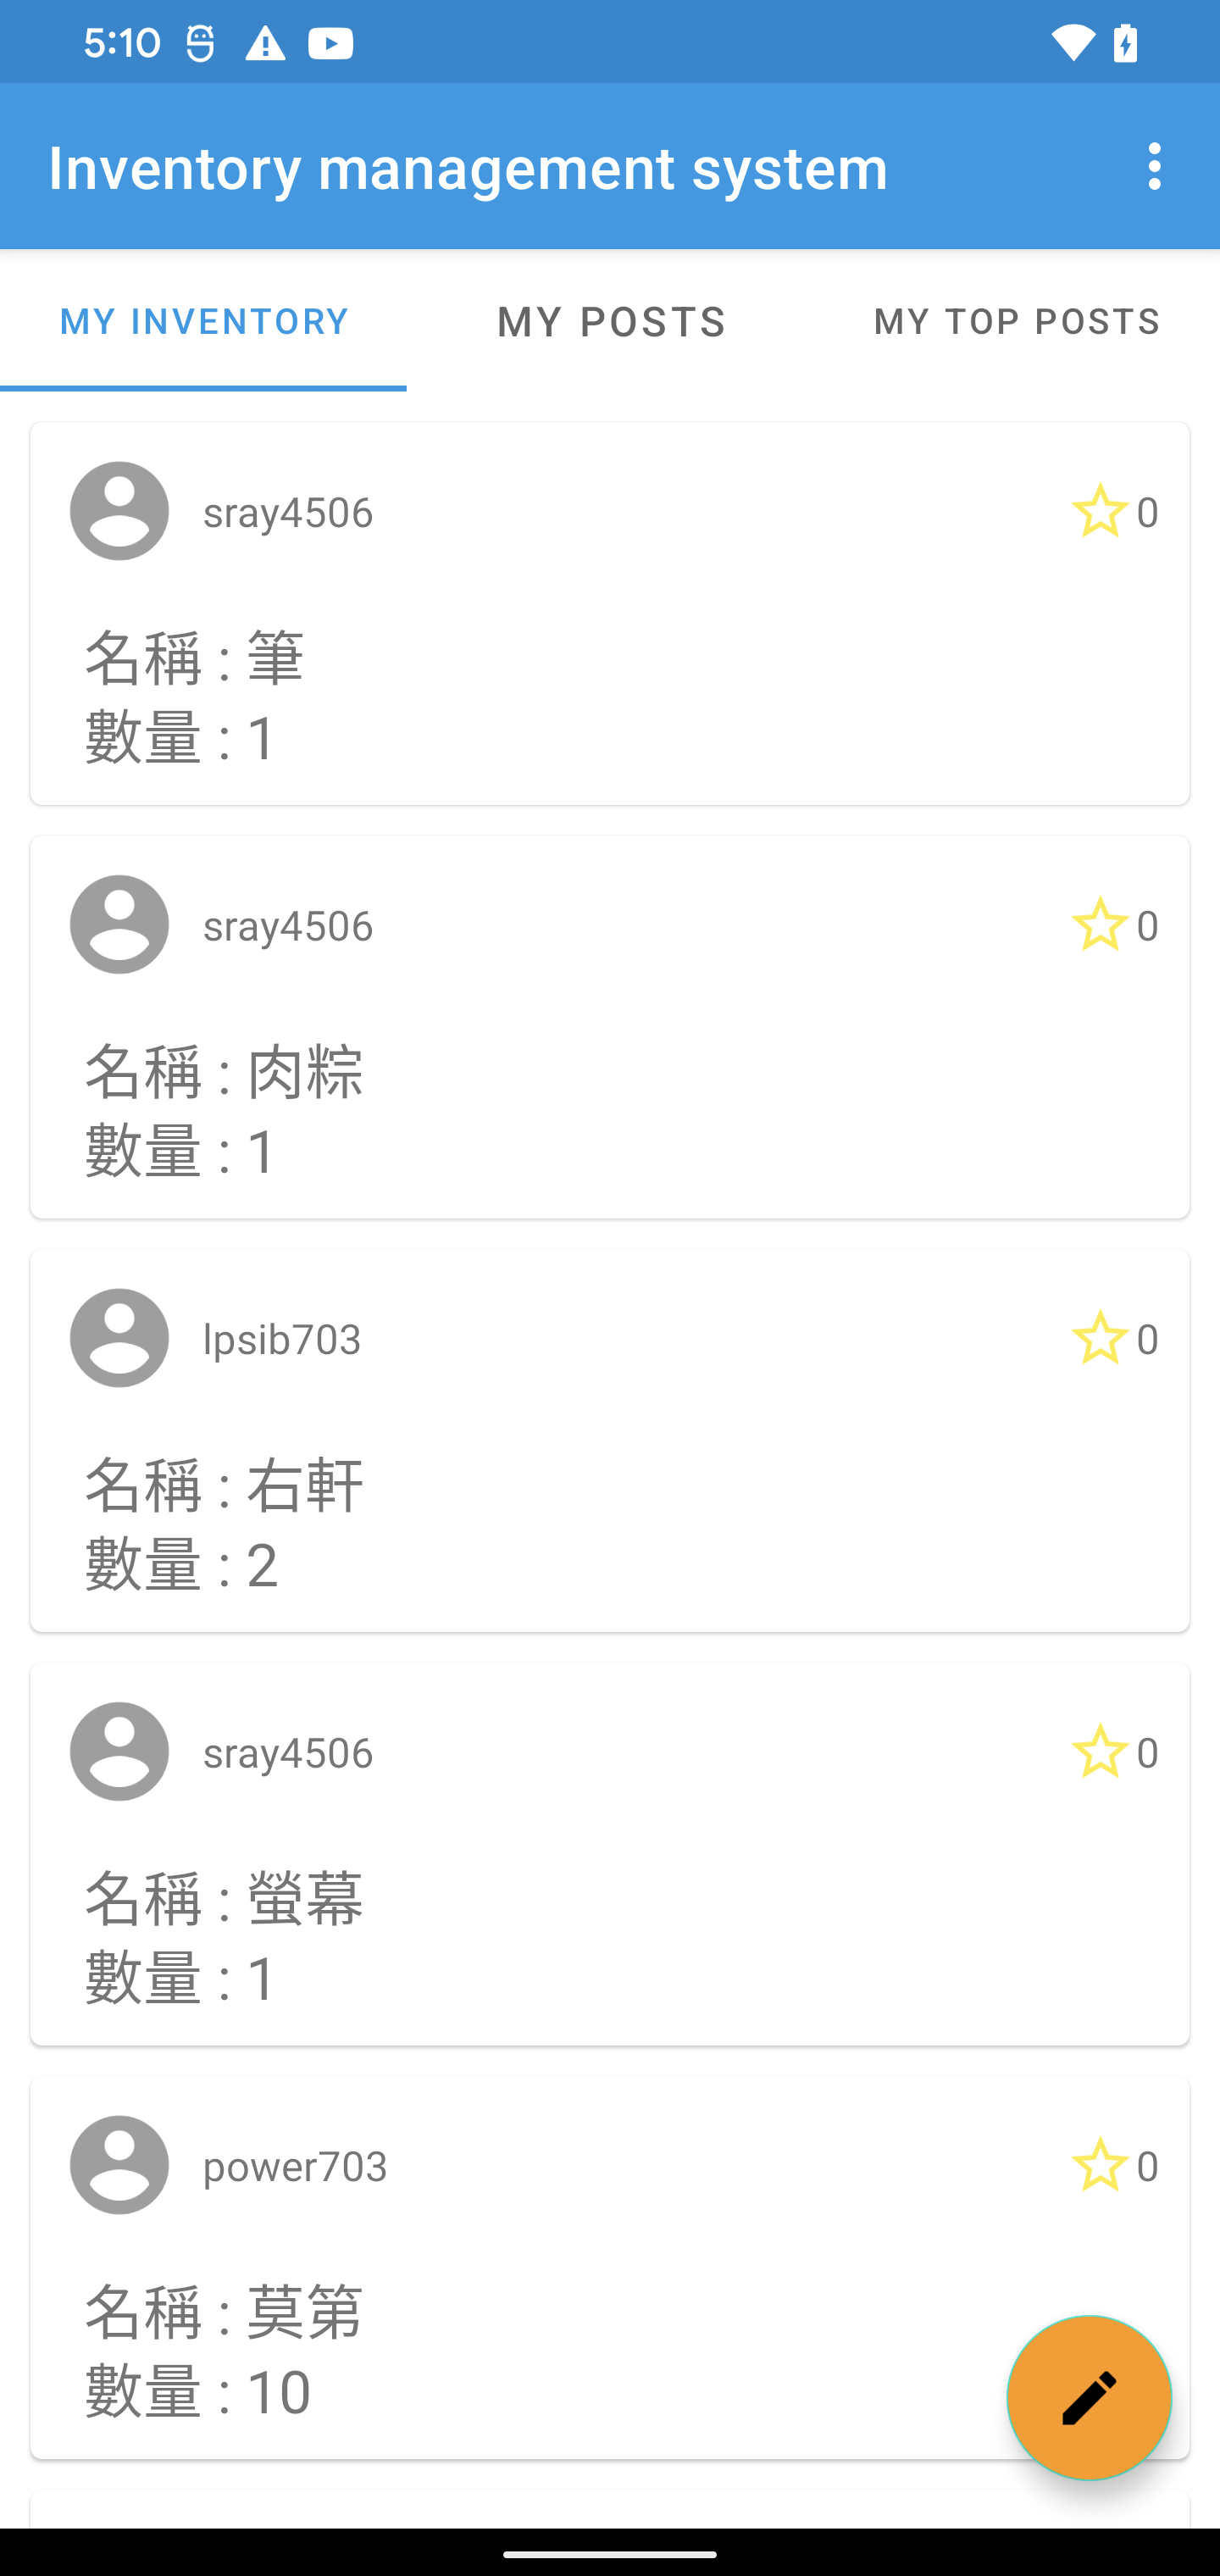 5:10
Inventory management system
MY INVENTORY
MY POSTS
MY TOP POSTS
sray4506
0
名稱 : 筆
數量 : 1
sray4506
0
名稱 : 肉粽
數量 : 1
lpsib703
0
名稱 : 右軒
數量 : 2
sray4506
0
名稱 : 螢幕
數量 : 1
power703
0
名稱 : 莫第
數量 : 10